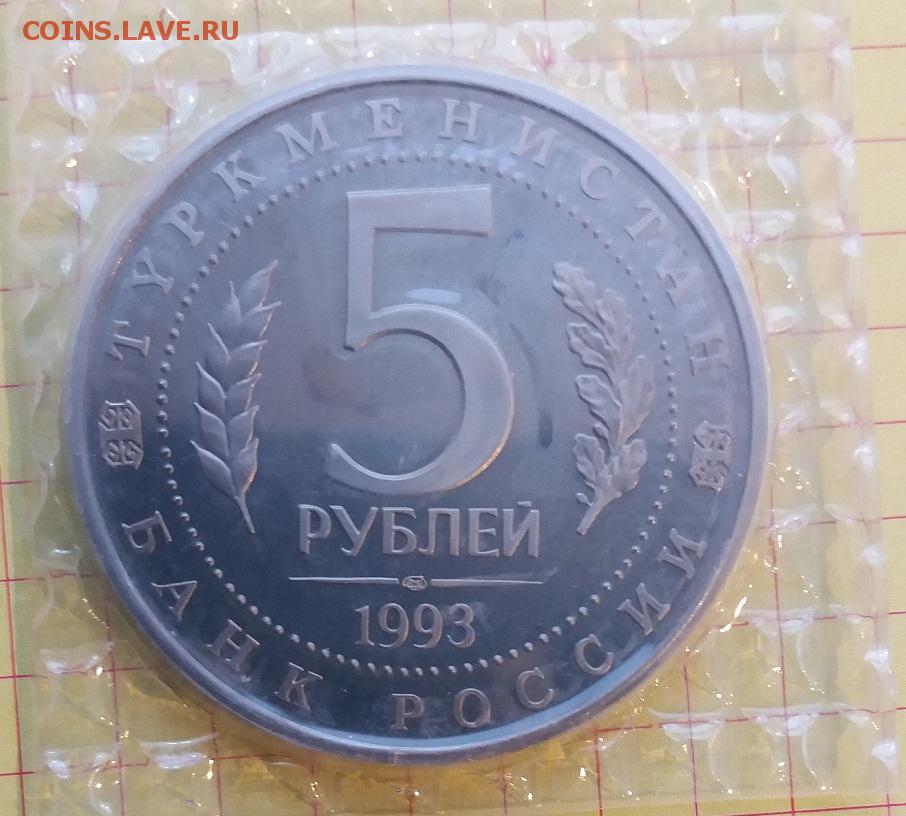 COINS.LAVE.RU
ТУРКМЕНИСТАН
5
РУБЛЕЙ
1993
БАНК РОССИИ